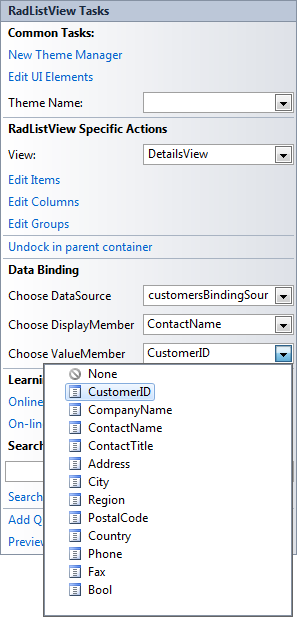 RadListView Tasks
Common Tasks:
New Theme Manager
Edit UI Elements
Theme Name:
RadListView Specific Actions
View: DetailsView
Edit Items
Edit Columns
Edit Groups
Undock in parent container
Data Binding
Choose DataSource customersBindingSour
Choose DisplayMember ContactName
Choose ValueMember CustomerID
None
Learnin
CustomerID
Online
CompanyName
On-lin
ContactName
Search
ContactTitle
Address
City
Search
Region
Add Q
PostalCode
Preview
Country
Phone
Fax
Bool